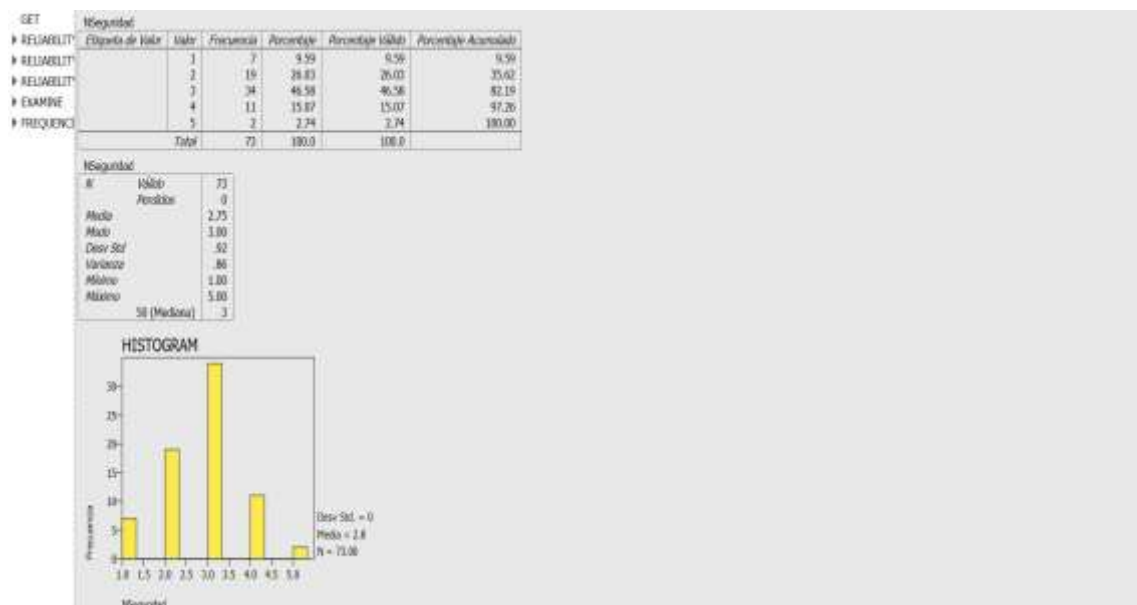 GET
RELIABILITY
RELIABILITY
RELIABILITY
EXAMINE
FREQUENCI
NSeguridad
Etiqueta de Valor Valor Frecuencia Porcentaje Porcentaje Válido Porcentaje Acumulado
1 7 9.59 9.59 9.59
2 19 26.03 26.03 35.62
3 34 46.58 46.58 82.19
4 11 15.07 15.07 97.26
5 2 2.74 2.74 100.00
Total 73 100.0 100.0
NSeguridad
N Válido 73
Perdidos 0
Media 2.75
Modo 3.00
Desv Std .92
Varianza .86
Mínimo 1.00
Máximo 5.00
50 (Mediana) 3
HISTOGRAM
30
25
20
15
10
5
0
Frecuencia
1.0 1.5 2.0 2.5 3.0 3.5 4.0 4.5 5.0
Desv Std. = 0
Media = 2.8
N = 73.00
NSeguridad